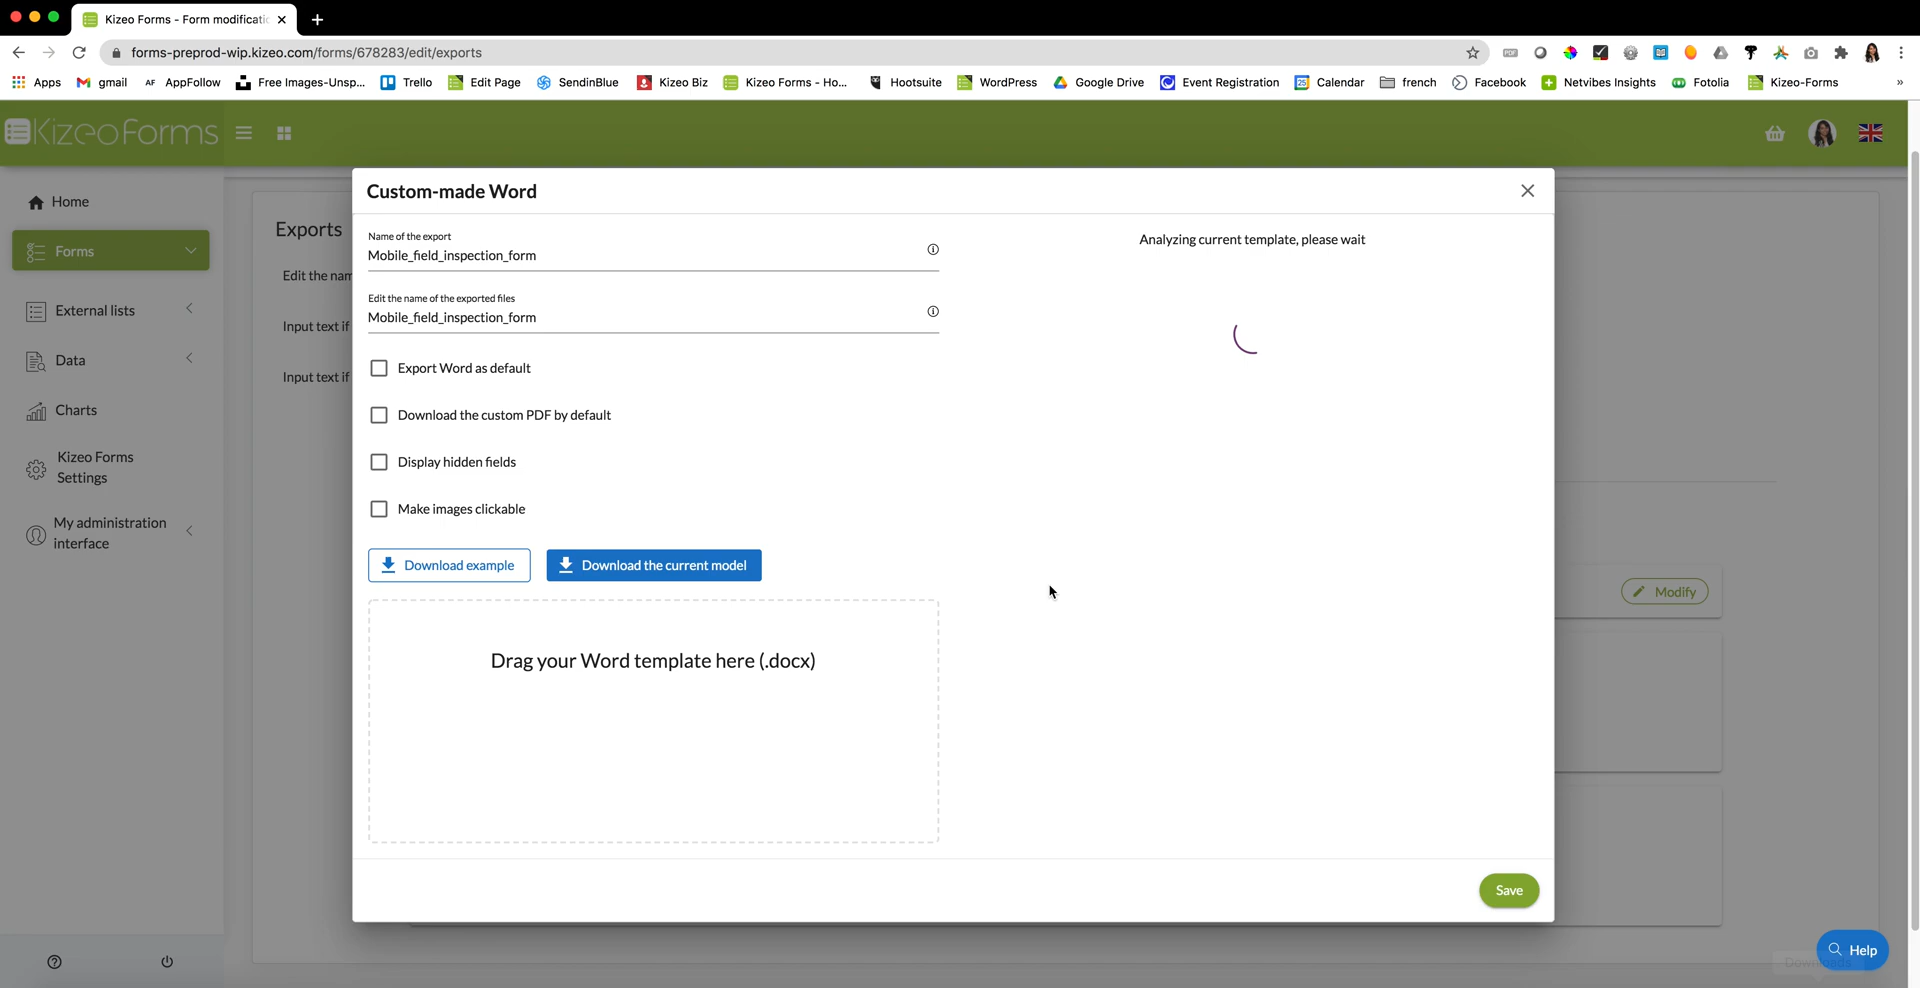 Kizeo Forms - Form modificatic
forms-preprod-wip.kizeo.com/forms/678283/edit/exports
Apps gmail AF AppFollow Free Images-Unsp... Trello Edit Page SendinBlue Kizeo Biz Kizeo Forms - Ho... Hootsuite WordPress Google Drive Event Registration 25 Calendar french Facebook Netvibes Insights Fotolia Kizeo-Forms »
KizeoForms
Custom-made Word
Home
Exports
Name of the export
Mobile_field_inspection_form
Analyzing current template, please wait
Forms
Edit the nam
Edit the name of the exported files
Mobile_field_inspection_form
External lists
Input text if
Data
Export Word as default
Input text if
Charts
Download the custom PDF by default
Kizeo Forms
Settings
Display hidden fields
Make images clickable
My administration
interface
Download example
Download the current model
Modify
Drag your Word template here (.docx)
Save
Help